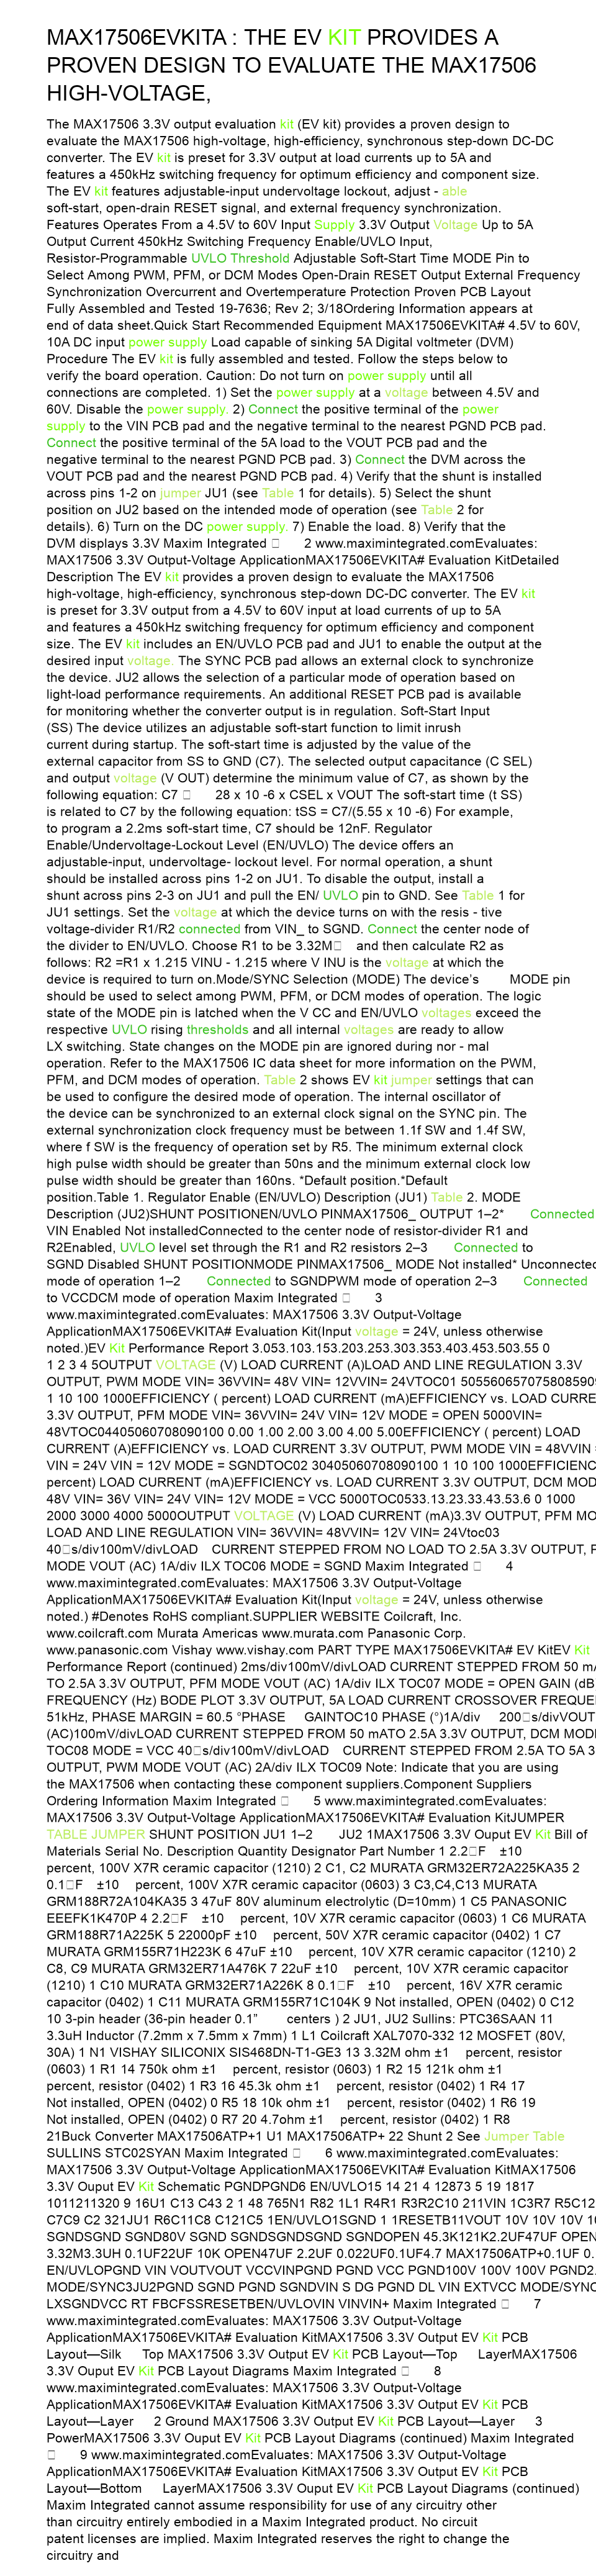 MAX17506EVKITA : THE EV KIT PROVIDES A
PROVEN DESIGN TO EVALUATE THE MAX17506
HIGH-VOLTAGE,
The MAX17506 3.3V output evaluation kit (EV kit) provides a proven design to
evaluate the MAX17506 high-voltage, high-efficiency, synchronous step-down DC-DC
converter. The EV kit is preset for 3.3V output at load currents up to 5A and
features a 450kHz switching frequency for optimum efficiency and component size.
The EV kit features adjustable-input undervoltage lockout, adjust - able
soft-start, open-drain RESET signal, and external frequency synchronization.
Features Operates From a 4.5V to 60V Input Supply 3.3V Output Voltage Up to 5A
Output Current 450kHz Switching Frequency Enable/UVLO Input,
Resistor-Programmable UVLO Threshold Adjustable Soft-Start Time MODE Pin to
Select Among PWM, PFM, or DCM Modes Open-Drain RESET Output External Frequency
Synchronization Overcurrent and Overtemperature Protection Proven PCB Layout
Fully Assembled and Tested 19-7636; Rev 2; 3/18Ordering Information appears at
end of data sheet.Quick Start Recommended Equipment MAX17506EVKITA# 4.5V to 60V,
10A DC input power supply Load capable of sinking 5A Digital voltmeter (DVM)
Procedure The EV kit is fully assembled and tested. Follow the steps below to
verify the board operation. Caution: Do not turn on power supply until all
connections are completed. 1) Set the power supply at a voltage between 4.5V and
60V. Disable the power supply. 2) Connect the positive terminal of the power
supply to the VIN PCB pad and the negative terminal to the nearest PGND PCB pad.
Connect the positive terminal of the 5A load to the VOUT PCB pad and the
negative terminal to the nearest PGND PCB pad. 3) Connect the DVM across the
VOUT PCB pad and the nearest PGND PCB pad. 4) Verify that the shunt is installed
across pins 1-2 on jumper JU1 (see Table 1 for details). 5) Select the shunt
position on JU2 based on the intended mode of operation (see Table 2 for
details). 6) Turn on the DC power supply. 7) Enable the load. 8) Verify that the
DVM displays 3.3V Maxim Integrated □ 2 www.maximintegrated.comEvaluates:
MAX17506 3.3V Output-Voltage ApplicationMAX17506EVKITA# Evaluation KitDetailed
Description The EV kit provides a proven design to evaluate the MAX17506
high-voltage, high-efficiency, synchronous step-down DC-DC converter. The EV kit
is preset for 3.3V output from a 4.5V to 60V input at load currents of up to 5A
and features a 450kHz switching frequency for optimum efficiency and component
size. The EV kit includes an EN/UVLO PCB pad and JU1 to enable the output at the
desired input voltage. The SYNC PCB pad allows an external clock to synchronize
the device. JU2 allows the selection of a particular mode of operation based on
light-load performance requirements. An additional RESET PCB pad is available
for monitoring whether the converter output is in regulation. Soft-Start Input
(SS) The device utilizes an adjustable soft-start function to limit inrush
current during startup. The soft-start time is adjusted by the value of the
external capacitor from SS to GND (C7). The selected output capacitance (C SEL)
and output voltage (V OUT) determine the minimum value of C7, as shown by the
following equation: C7 □ 28 x 10 -6 x CSEL x VOUT The soft-start time (t SS)
is related to C7 by the following equation: tSS = C7/(5.55 x 10 -6) For example,
to program a 2.2ms soft-start time, C7 should be 12nF. Regulator
Enable/Undervoltage-Lockout Level (EN/UVLO) The device offers an
adjustable-input, undervoltage- lockout level. For normal operation, a shunt
should be installed across pins 1-2 on JU1. To disable the output, install a
shunt across pins 2-3 on JU1 and pull the EN/ UVLO pin to GND. See Table 1 for
JU1 settings. Set the voltage at which the device turns on with the resis - tive
voltage-divider R1/R2 connected from VIN_ to SGND. Connect the center node of
the divider to EN/UVLO. Choose R1 to be 3.32M□ and then calculate R2 as
follows: R2 =R1 x 1.215 VINU - 1.215 where V INU is the voltage at which the
device is required to turn on.Mode/SYNC Selection (MODE) The device's MODE pin
should be used to select among PWM, PFM, or DCM modes of operation. The logic
state of the MODE pin is latched when the V CC and EN/UVLO voltages exceed the
respective UVLO rising thresholds and all internal voltages are ready to allow
LX switching. State changes on the MODE pin are ignored during nor - mal
operation. Refer to the MAX17506 IC data sheet for more information on the PWM,
PFM, and DCM modes of operation. Table 2 shows EV kit jumper settings that can
be used to configure the desired mode of operation. The internal oscillator of
the device can be synchronized to an external clock signal on the SYNC pin. The
external synchronization clock frequency must be between 1.1f SW and 1.4f SW,
where f SW is the frequency of operation set by R5. The minimum external clock
high pulse width should be greater than 50ns and the minimum external clock low
pulse width should be greater than 160ns. *Default position.*Default
position.Table 1. Regulator Enable (EN/UVLO) Description (JU1) Table 2. MODE
Description (JU2)SHUNT POSITIONEN/UVLO PINMAX17506_ OUTPUT 1–2* Connected
VIN Enabled Not installedConnected to the center node of resistor-divider R1 and
R2Enabled, UVLO level set through the R1 and R2 resistors 2–3 Connected to
SGND Disabled SHUNT POSITIONMODE PINMAX17506_ MODE Not installed* Unconnected
mode of operation 1–2 Connected to SGNDPWM mode of operation 2–3 Connected
to VCCDCM mode of operation Maxim Integrated □ 3
www.maximintegrated.comEvaluates: MAX17506 3.3V Output-Voltage
ApplicationMAX17506EVKITA# Evaluation Kit(Input voltage = 24V, unless otherwise
noted.)EV Kit Performance Report 3.053.103.153.203.253.303.353.403.453.503.55 0
1 2 3 4 5OUTPUT VOLTAGE (V) LOAD CURRENT (A)LOAD AND LINE REGULATION 3.3V
OUTPUT, PWM MODE VIN= 36VVIN= 48V VIN= 12VVIN= 24VTOC01 505560657075808590
1 10 100 1000EFFICIENCY ( percent) LOAD CURRENT (mA)EFFICIENCY vs. LOAD CURRE
3.3V OUTPUT, PFM MODE VIN= 36VVIN= 24V VIN= 12V MODE = OPEN 5000VIN=
48VTOC04405060708090100 0.00 1.00 2.00 3.00 4.00 5.00EFFICIENCY ( percent) LOAD
CURRENT (A)EFFICIENCY vs. LOAD CURRENT 3.3V OUTPUT, PWM MODE VIN = 48VVIN =
VIN = 24V VIN = 12V MODE = SGNDTOC02 30405060708090100 1 10 100 1000EFFICIENC
percent) LOAD CURRENT (mA)EFFICIENCY vs. LOAD CURRENT 3.3V OUTPUT, DCM MOD
48V VIN= 36V VIN= 24V VIN= 12V MODE = VCC 5000TOC0533.13.23.33.43.53.6 0 1000
2000 3000 4000 5000OUTPUT VOLTAGE (V) LOAD CURRENT (mA)3.3V OUTPUT, PFM MO
LOAD AND LINE REGULATION VIN= 36VVIN= 48VVIN= 12V VIN= 24Vtoc03
40□s/div100mV/divLOAD CURRENT STEPPED FROM NO LOAD TO 2.5A 3.3V OUTPUT, P
MODE VOUT (AC) 1A/div ILX TOC06 MODE = SGND Maxim Integrated □ 4
www.maximintegrated.comEvaluates: MAX17506 3.3V Output-Voltage
ApplicationMAX17506EVKITA# Evaluation Kit(Input voltage = 24V, unless otherwise
noted.) #Denotes RoHS compliant.SUPPLIER WEBSITE Coilcraft, Inc.
www.coilcraft.com Murata Americas www.murata.com Panasonic Corp.
www.panasonic.com Vishay www.vishay.com PART TYPE MAX17506EVKITA# EV KitEV Kit
Performance Report (continued) 2ms/div100mV/divLOAD CURRENT STEPPED FROM 50 mA
TO 2.5A 3.3V OUTPUT, PFM MODE VOUT (AC) 1A/div ILX TOC07 MODE = OPEN GAIN (dB
FREQUENCY (Hz) BODE PLOT 3.3V OUTPUT, 5A LOAD CURRENT CROSSOVER FREQUE
51kHz, PHASE MARGIN = 60.5 °PHASE GAINTOC10 PHASE (°)1A/div 200□s/divVOUT
(AC)100mV/divLOAD CURRENT STEPPED FROM 50 mATO 2.5A 3.3V OUTPUT, DCM MODE
TOC08 MODE = VCC 40□s/div100mV/divLOAD CURRENT STEPPED FROM 2.5A TO 5A 3
OUTPUT, PWM MODE VOUT (AC) 2A/div ILX TOC09 Note: Indicate that you are using
the MAX17506 when contacting these component suppliers.Component Suppliers
Ordering Information Maxim Integrated □ 5 www.maximintegrated.comEvaluates:
MAX17506 3.3V Output-Voltage ApplicationMAX17506EVKITA# Evaluation KitJUMPER
TABLE JUMPER SHUNT POSITION JU1 1–2 JU2 1MAX17506 3.3V Ouput EV Kit Bill of
Materials Serial No. Description Quantity Designator Part Number 1 2.2□F ±10
percent, 100V X7R ceramic capacitor (1210) 2 C1, C2 MURATA GRM32ER72A225KA35 2
0.1□F ±10 percent, 100V X7R ceramic capacitor (0603) 3 C3,C4,C13 MURATA
GRM188R72A104KA35 3 47uF 80V aluminum electrolytic (D=10mm) 1 C5 PANASONIC
EEEFK1K470P 4 2.2□F ±10 percent, 10V X7R ceramic capacitor (0603) 1 C6 MURATA
GRM188R71A225K 5 22000pF ±10 percent, 50V X7R ceramic capacitor (0402) 1 C7
MURATA GRM155R71H223K 6 47uF ±10 percent, 10V X7R ceramic capacitor (1210) 2
C8, C9 MURATA GRM32ER71A476K 7 22uF ±10 percent, 10V X7R ceramic capacitor
(1210) 1 C10 MURATA GRM32ER71A226K 8 0.1□F ±10 percent, 16V X7R ceramic
capacitor (0402) 1 C11 MURATA GRM155R71C104K 9 Not installed, OPEN (0402) 0 C12
10 3-pin header (36-pin header 0.1” centers ) 2 JU1, JU2 Sullins: PTC36SAAN 11
3.3uH Inductor (7.2mm x 7.5mm x 7mm) 1 L1 Coilcraft XAL7070-332 12 MOSFET (80V,
30A) 1 N1 VISHAY SILICONIX SIS468DN-T1-GE3 13 3.32M ohm ±1 percent, resistor
(0603) 1 R1 14 750k ohm ±1 percent, resistor (0603) 1 R2 15 121k ohm ±1
percent, resistor (0402) 1 R3 16 45.3k ohm ±1 percent, resistor (0402) 1 R4 17
Not installed, OPEN (0402) 0 R5 18 10k ohm ±1 percent, resistor (0402) 1 R6 19
Not installed, OPEN (0402) 0 R7 20 4.7ohm ±1 percent, resistor (0402) 1 R8
21Buck Converter MAX17506ATP+1 U1 MAX17506ATP+ 22 Shunt 2 See Jumper Table
SULLINS STC02SYAN Maxim Integrated □ 6 www.maximintegrated.comEvaluates:
MAX17506 3.3V Output-Voltage ApplicationMAX17506EVKITA# Evaluation KitMAX17506
3.3V Ouput EV Kit Schematic PGNDPGND6 EN/UVLO15 14 21 4 12873 5 19 1817
1011211320 9 16U1 C13 C43 2 1 48 765N1 R82 1L1 R4R1 R3R2C10 211VIN 1C3R7 R5C12
C7C9 C2 321JU1 R6C11C8 C121C5 1EN/UVLO1SGND 1 1RESETB11VOUT 10V 10V 10V 1
SGNDSGND SGND80V SGND SGNDSGNDSGND SGNDOPEN 45.3K121K2.2UF47UF OPEN
3.32M3.3UH 0.1UF22UF 10K OPEN47UF 2.2UF 0.022UF0.1UF4.7 MAX17506ATP+0.1UF 0.
EN/UVLOPGND VIN VOUTVOUT VCCVINPGND PGND VCC PGND100V 100V 100V PGND2.
MODE/SYNC3JU2PGND SGND PGND SGNDVIN S DG PGND DL VIN EXTVCC MODE/SYNC
LXSGNDVCC RT FBCFSSRESETBEN/UVLOVIN VINVIN+ Maxim Integrated □ 7
www.maximintegrated.comEvaluates: MAX17506 3.3V Output-Voltage
ApplicationMAX17506EVKITA# Evaluation KitMAX17506 3.3V Output EV Kit PCB
Layout—Silk Top MAX17506 3.3V Output EV Kit PCB Layout—Top LayerMAX17506
3.3V Ouput EV Kit PCB Layout Diagrams Maxim Integrated □ 8
www.maximintegrated.comEvaluates: MAX17506 3.3V Output-Voltage
ApplicationMAX17506EVKITA# Evaluation KitMAX17506 3.3V Output EV Kit PCB
Layout—Layer 2 Ground MAX17506 3.3V Output EV Kit PCB Layout—Layer 3
PowerMAX17506 3.3V Ouput EV Kit PCB Layout Diagrams (continued) Maxim Integrated
□ 9 www.maximintegrated.comEvaluates: MAX17506 3.3V Output-Voltage
ApplicationMAX17506EVKITA# Evaluation KitMAX17506 3.3V Output EV Kit PCB
Layout—Bottom LayerMAX17506 3.3V Ouput EV Kit PCB Layout Diagrams (continued)
Maxim Integrated cannot assume responsibility for use of any circuitry other
than circuitry entirely embodied in a Maxim Integrated product. No circuit
patent licenses are implied. Maxim Integrated reserves the right to change the
circuitry and